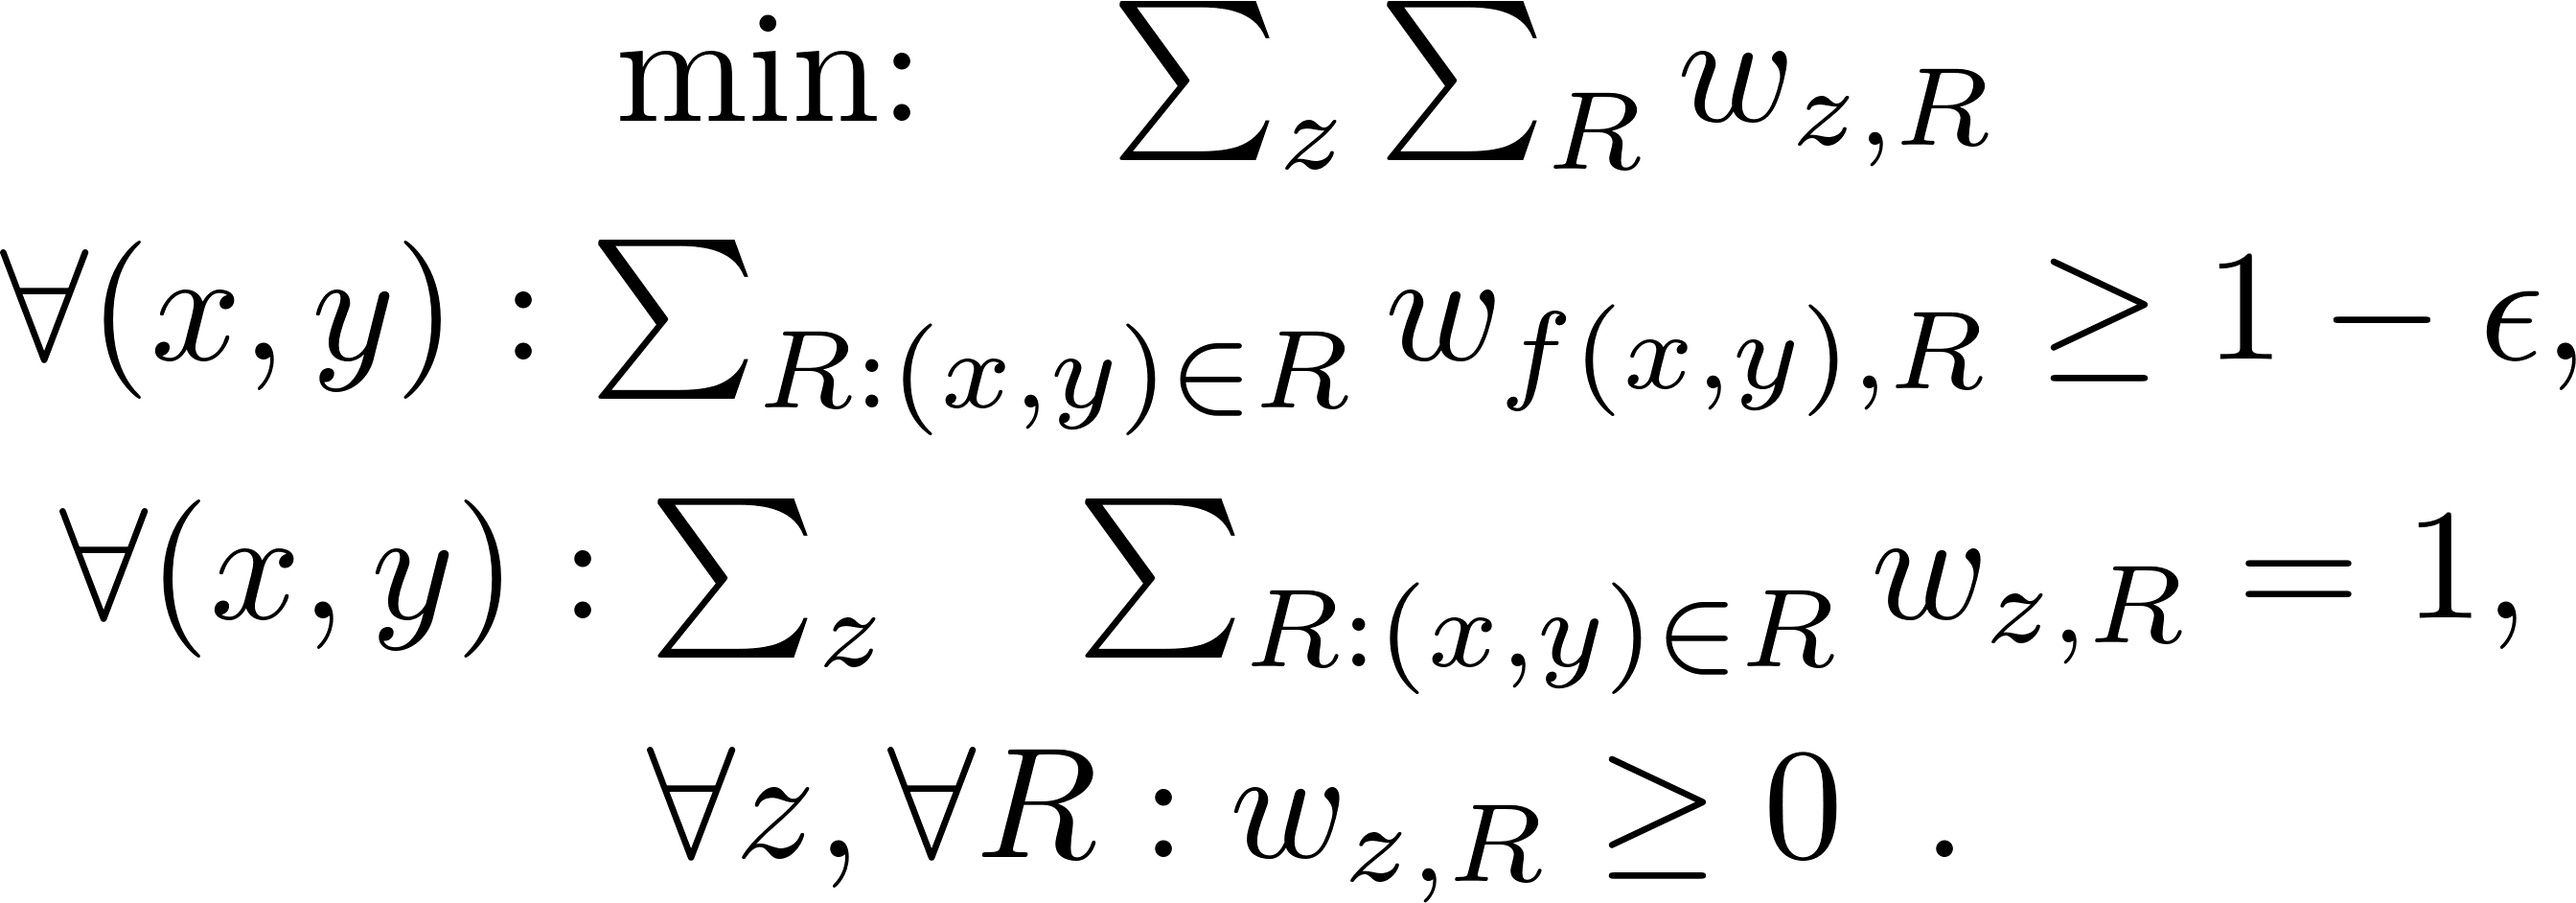 min: ∑_z ∑_R w_{z,R}
∀(x, y) : ∑_{R:(x,y)∈R} w_{f(x,y),R} ≥ 1 − ϵ,
∀(x, y) : ∑_z ∑_{R:(x,y)∈R} w_{z,R} = 1,
∀z, ∀R : w_{z,R} ≥ 0 .